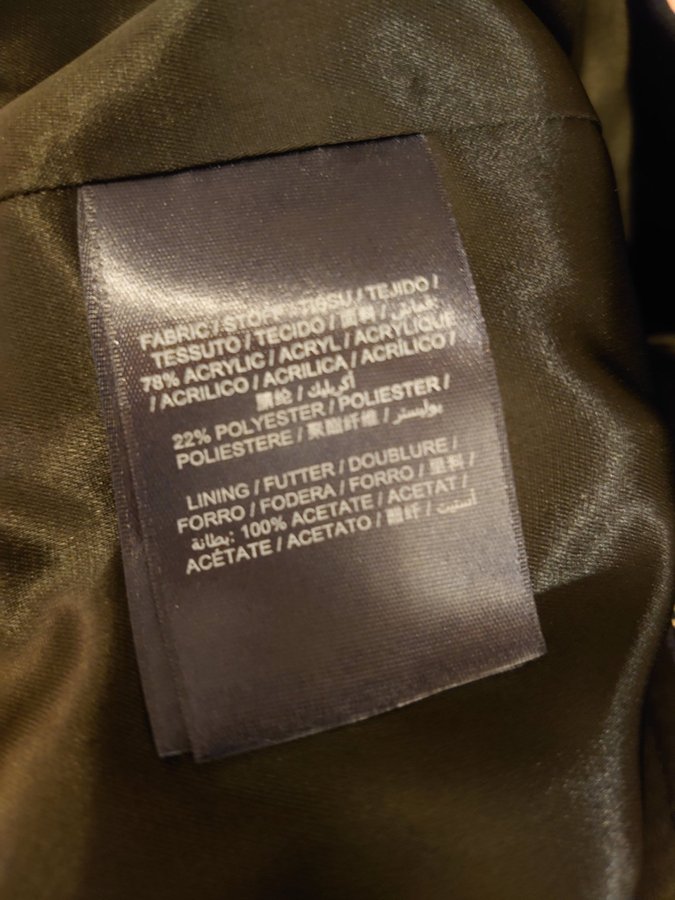 FABRIC / STOFF / TISSU / TEJIDO /
TESSUTO / TECIDO / 面料 / القماش:
78% ACRYLIC / ACRYL / ACRYLIQUE
/ ACRILICO / ACRILICA / ACRÍLICO /
腈纶 / أكريليك
22% POLYESTER / POLIESTER /
POLIESTERE / 聚酯纤维 / بوليستر
LINING / FUTTER / DOUBLURE /
FORRO / FODERA / FORRO / 里料 /
بطانة: 100% ACETATE / ACETAT /
ACÉTATE / ACETATO / 醋纤 / أستيت